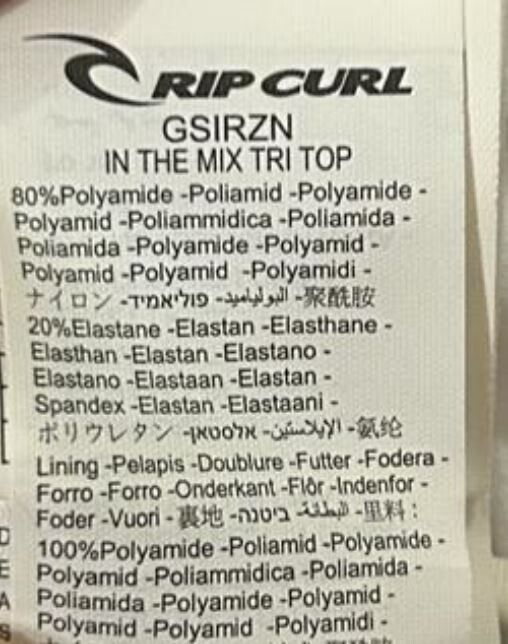 RIP CURL
GSIRZN
IN THE MIX TRI TOP
80%Polyamide -Poliamid -Polyamide -
Polyamid -Poliammidica -Poliamida -
Poliamida -Polyamide -Polyamid -
Polyamid -Polyamid -Polyamidi -
ナイロン -פוליאמיד- البولياميد -聚酰胺
20%Elastane -Elastan -Elasthane -
Elasthan -Elastan -Elastano -
Elastano -Elastaan -Elastan -
Spandex -Elastan -Elastaani -
ポリウレタン -אלסטאן- الإيلاستين -氨纶
Lining -Pelapis -Doublure -Futter -Fodera -
Forro -Forro -Onderkant -Flôr -Indenfor -
Foder -Vuori - 裏地 -ביטנה- البطانة -里料 :
100%Polyamide -Poliamid -Polyamide -
Polyamid -Poliammidica -Poliamida -
Poliamida -Polyamide -Polyamid -
Polyamid -Polyamid -Polyamidi -
D
E
A
S